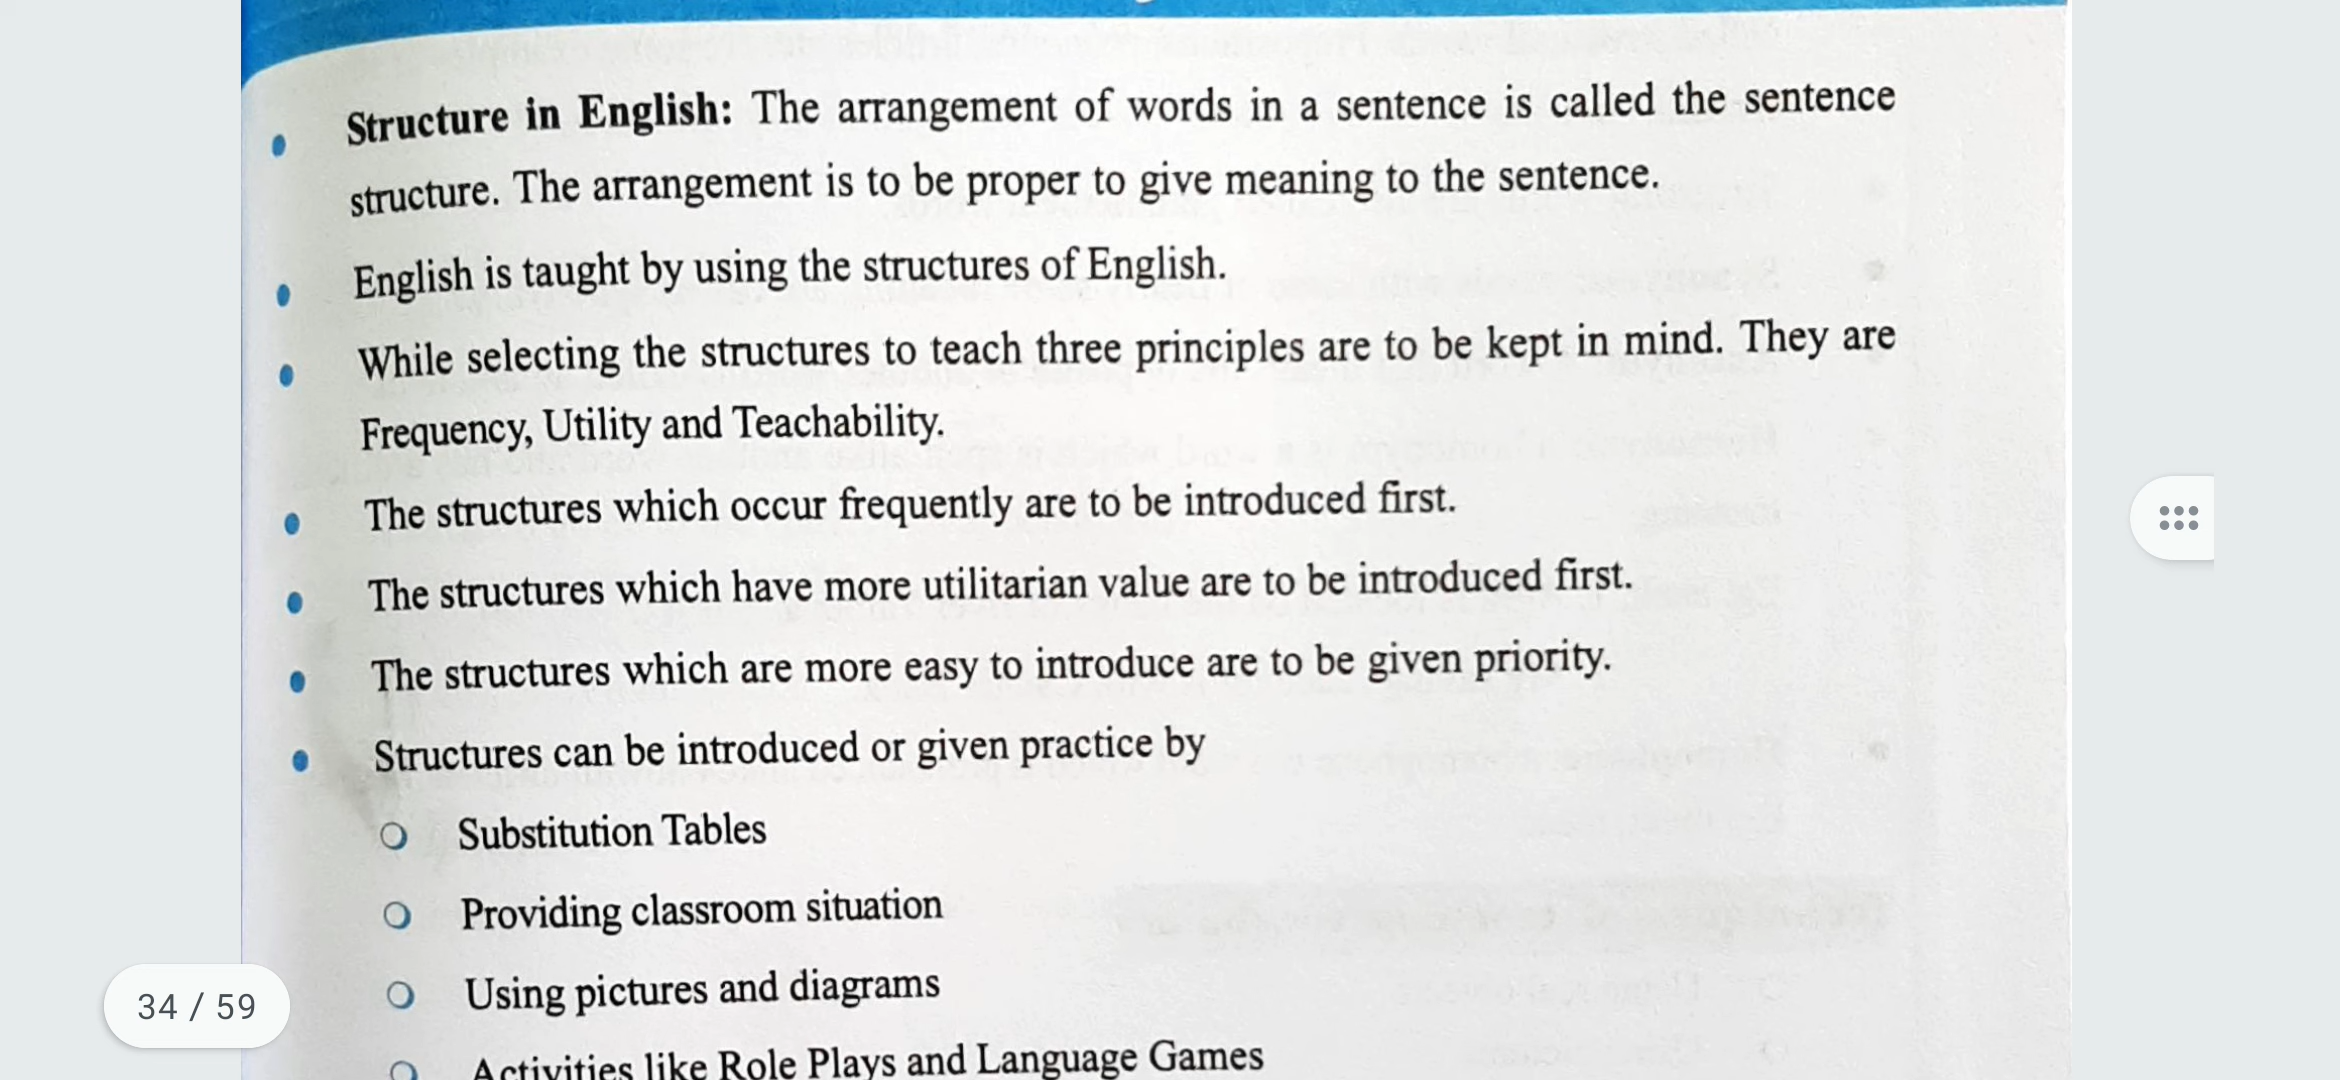 Structure in English: The arrangement of words in a sentence is called the sentence
structure. The arrangement is to be proper to give meaning to the sentence.
English is taught by using the structures of English.
While selecting the structures to teach three principles are to be kept in mind. They are
Frequency, Utility and Teachability.
The structures which occur frequently are to be introduced first.
The structures which have more utilitarian value are to be introduced first.
The structures which are more easy to introduce are to be given priority.
Structures can be introduced or given practice by
Substitution Tables
Providing classroom situation
Using pictures and diagrams
Activities like Role Plays and Language Games
34 / 59